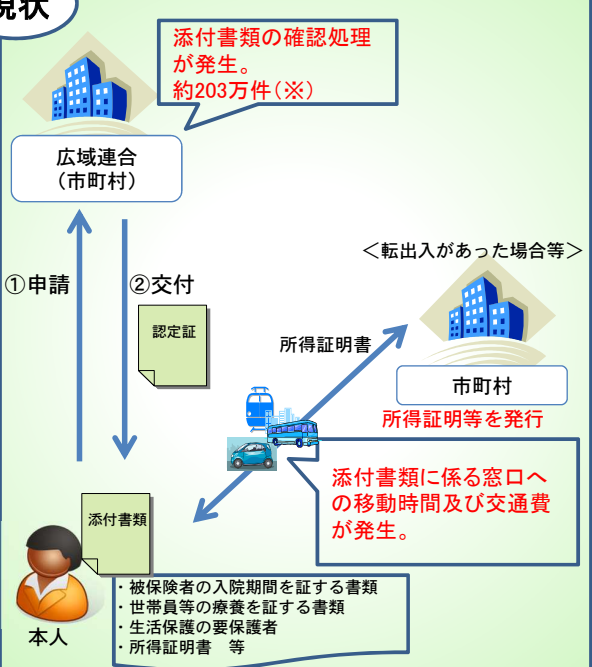 現状
添付書類の確認処理
が発生。
約203万件(※)
広域連合
(市町村)
①申請
②交付
認定証
<転出入があった場合等>
所得証明書
市町村
所得証明等を発行
添付書類に係る窓口へ
の移動時間及び交通費
が発生。
添付書類
本人
・被保険者の入院期間を証する書類
・世帯員等の療養を証する書類
・生活保護の要保護者
・所得証明書 等